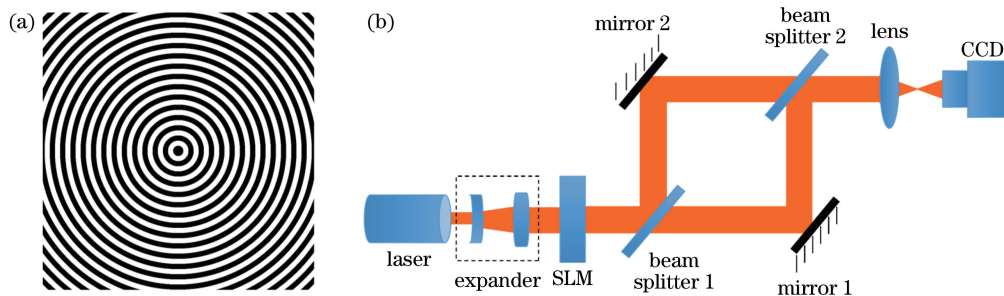 (a)
(b)
mirror 2
beam
splitter 2
lens
CCD
laser
expander
SLM
beam
splitter 1
mirror 1